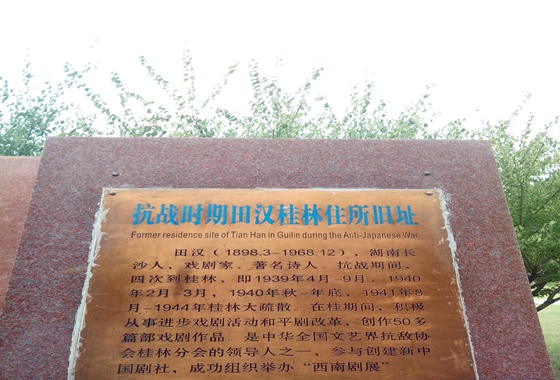 抗战时期田汉桂林住所旧址
Former residence site of Tian Han in Guilin during the Anti-Japanese War
田汉(1898.3-1968.12),湖南长
沙人,戏剧家、著名诗人。抗战期间,
四次到桂林,即1939年4月-9月,1940
年2月-3月,1940年秋-年底,1941年8
月-1944年桂林大疏散。在桂期间,积极
从事进步戏剧活动和平剧改革,创作50多
篇部戏剧作品。是中华全国文艺界抗敌协
会桂林分会的领导人之一,参与创建新中
国剧社,成功组织举办“西南剧展”